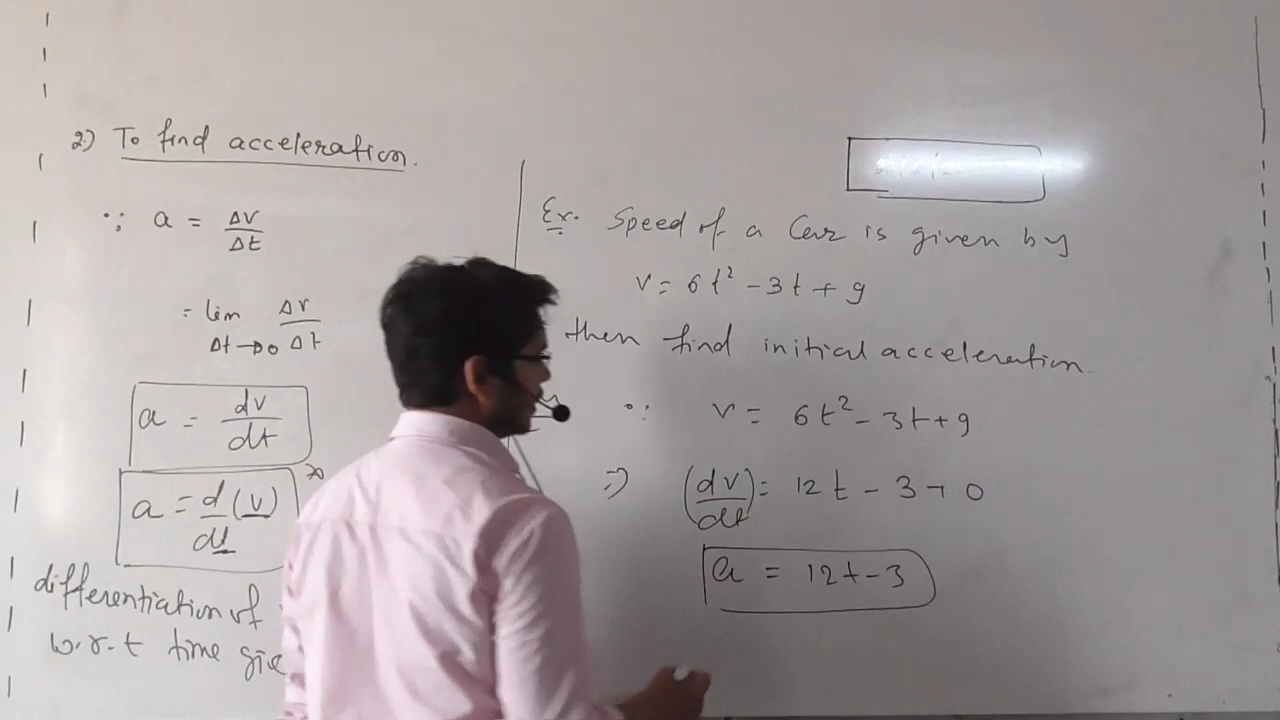 2.) To find acceleration.
∵ a = Δv/Δt
= lim Δt→0 Δv/Δt
a = dv/dt
a = d/dt (v)
differentiation of
w.r.t time
Ex. Speed of a Car is given by
v = 6t² - 3t + 9
then find initial acceleration.
∵ v = 6t² - 3t + 9
⇒ (dv/dt) = 12t - 3 + 0
a = 12t - 3